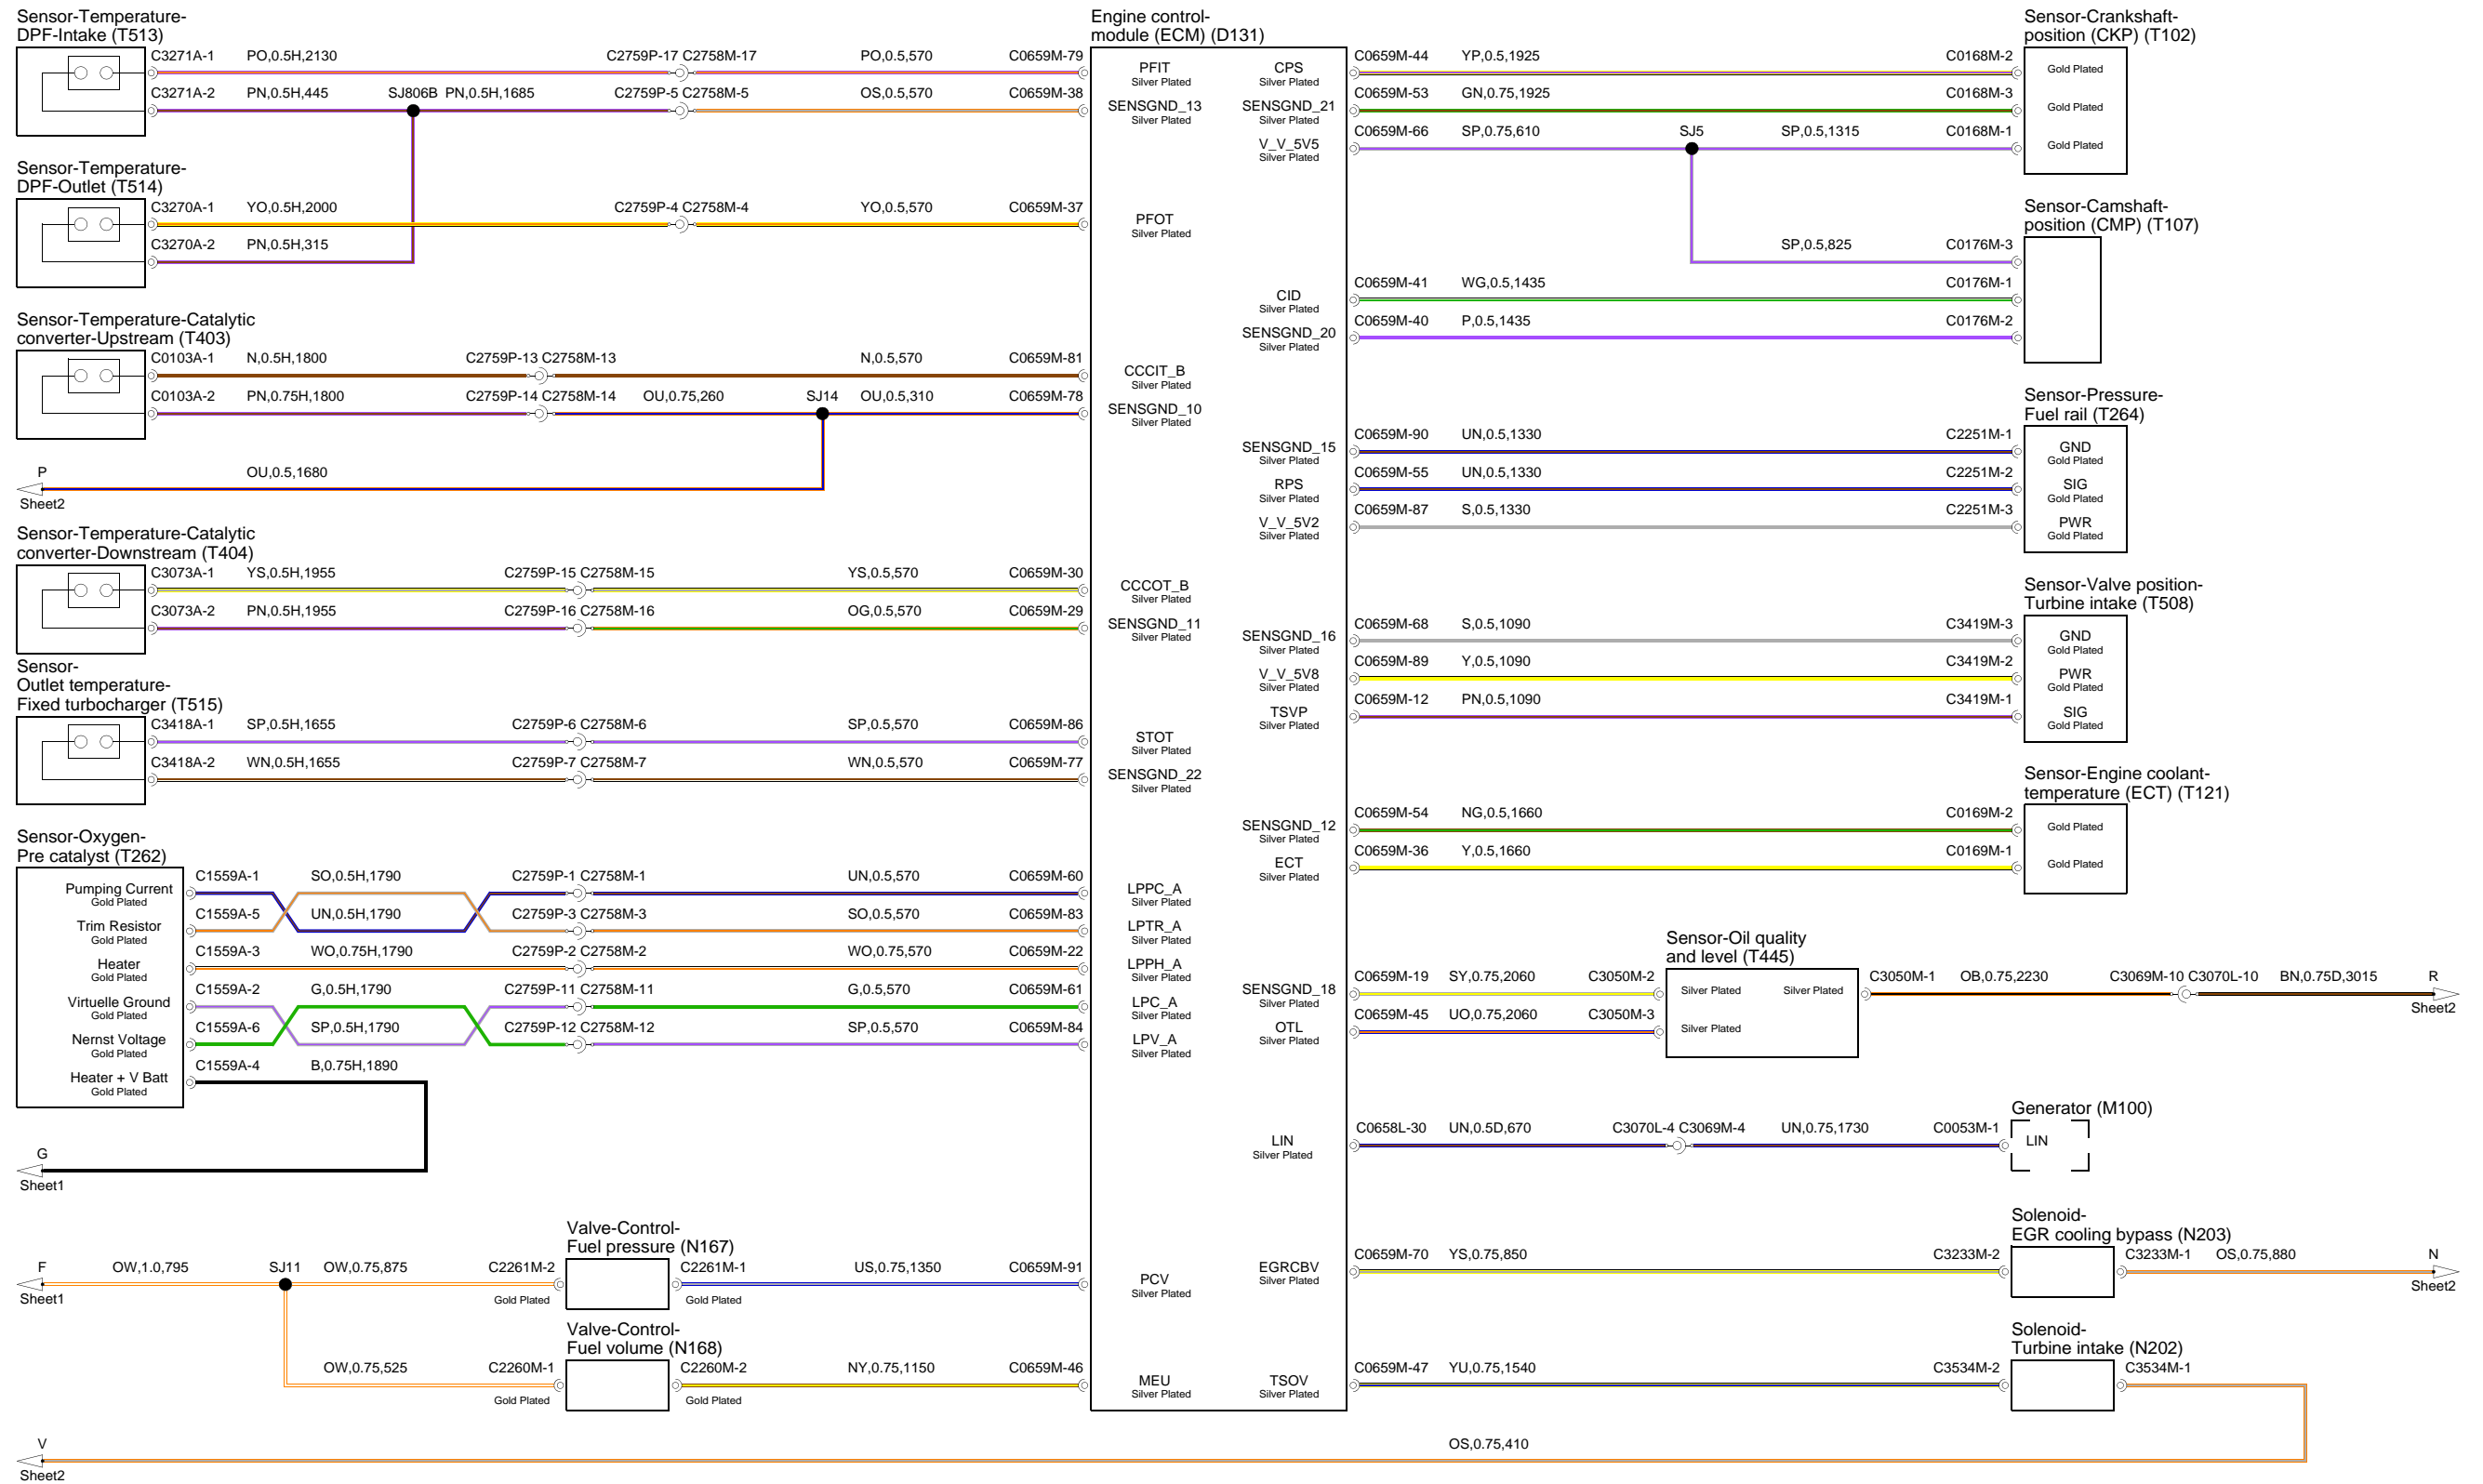 Sensor-Temperature-
DPF-Intake (T513)
C3271A-1 PO,0.5H,2130 C2759P-17 C2758M-17 PO,0.5,570 C0659M-79
C3271A-2 PN,0.5H,445 SJ806B PN,0.5H,1685 C2759P-5 C2758M-5 OS,0.5,570 C0659M-38
Sensor-Temperature-
DPF-Outlet (T514)
C3270A-1 YO,0.5H,2000 C2759P-4 C2758M-4 YO,0.5,570 C0659M-37
C3270A-2 PN,0.5H,315
Sensor-Temperature-Catalytic
converter-Upstream (T403)
C0103A-1 N,0.5H,1800 C2759P-13 C2758M-13 N,0.5,570 C0659M-81
C0103A-2 PN,0.75H,1800 C2759P-14 C2758M-14 OU,0.75,260 SJ14 OU,0.5,310 C0659M-78
P OU,0.5,1680
Sheet2
Sensor-Temperature-Catalytic
converter-Downstream (T404)
C3073A-1 YS,0.5H,1955 C2759P-15 C2758M-15 YS,0.5,570 C0659M-30
C3073A-2 PN,0.5H,1955 C2759P-16 C2758M-16 OG,0.5,570 C0659M-29
Sensor-
Outlet temperature-
Fixed turbocharger (T515)
C3418A-1 SP,0.5H,1655 C2759P-6 C2758M-6 SP,0.5,570 C0659M-86
C3418A-2 WN,0.5H,1655 C2759P-7 C2758M-7 WN,0.5,570 C0659M-77
Sensor-Oxygen-
Pre catalyst (T262)
C1559A-1 SO,0.5H,1790 C2759P-1 C2758M-1 UN,0.5,570 C0659M-60
Pumping Current
Gold Plated
C1559A-5 UN,0.5H,1790 C2759P-3 C2758M-3 SO,0.5,570 C0659M-83
Trim Resistor
Gold Plated
C1559A-3 WO,0.75H,1790 C2759P-2 C2758M-2 WO,0.75,570 C0659M-22
Heater
Gold Plated
C1559A-2 G,0.5H,1790 C2759P-11 C2758M-11 G,0.5,570 C0659M-61
Virtuelle Ground
Gold Plated
C1559A-6 SP,0.5H,1790 C2759P-12 C2758M-12 SP,0.5,570 C0659M-84
Nernst Voltage
Gold Plated
C1559A-4 B,0.75H,1890
Heater + V Batt
Gold Plated
G
Sheet1
Valve-Control-
Fuel pressure (N167)
F OW,1.0,795 SJ11 OW,0.75,875 C2261M-2 C2261M-1 US,0.75,1350 C0659M-91
Sheet1 Gold Plated Gold Plated
Valve-Control-
Fuel volume (N168)
OW,0.75,525 C2260M-1 C2260M-2 NY,0.75,1150 C0659M-46
Gold Plated Gold Plated
V OS,0.75,410
Sheet2
Engine control-
module (ECM) (D131)
PFIT CPS
Silver Plated Silver Plated
SENSGND_13 SENSGND_21
Silver Plated Silver Plated
V_V_5V5
Silver Plated
PFOT
Silver Plated
CID
Silver Plated
SENSGND_20
Silver Plated
CCCIT_B
Silver Plated
SENSGND_10
Silver Plated
SENSGND_15
Silver Plated
RPS
Silver Plated
V_V_5V2
Silver Plated
CCCOT_B
Silver Plated
SENSGND_11 SENSGND_16
Silver Plated Silver Plated
V_V_5V8
Silver Plated
TSVP
Silver Plated
STOT
Silver Plated
SENSGND_22
Silver Plated
SENSGND_12
Silver Plated
ECT
Silver Plated
LPPC_A
Silver Plated
LPTR_A
Silver Plated
LPPH_A
Silver Plated
SENSGND_18
Silver Plated
LPC_A
Silver Plated
OTL
Silver Plated
LPV_A
Silver Plated
LIN
Silver Plated
PCV EGRCBV
Silver Plated Silver Plated
MEU TSOV
Silver Plated Silver Plated
Sensor-Crankshaft-
position (CKP) (T102)
C0659M-44 YP,0.5,1925 C0168M-2
Gold Plated
C0659M-53 GN,0.75,1925 C0168M-3
Gold Plated
C0659M-66 SP,0.75,610 SJ5 SP,0.5,1315 C0168M-1
Gold Plated
Sensor-Camshaft-
position (CMP) (T107)
SP,0.5,825 C0176M-3
C0659M-41 WG,0.5,1435 C0176M-1
C0659M-40 P,0.5,1435 C0176M-2
Sensor-Pressure-
Fuel rail (T264)
C0659M-90 UN,0.5,1330 C2251M-1
GND
Gold Plated
C0659M-55 UN,0.5,1330 C2251M-2
SIG
Gold Plated
C0659M-87 S,0.5,1330 C2251M-3
PWR
Gold Plated
Sensor-Valve position-
Turbine intake (T508)
C0659M-68 S,0.5,1090 C3419M-3
GND
Gold Plated
C0659M-89 Y,0.5,1090 C3419M-2
PWR
Gold Plated
C0659M-12 PN,0.5,1090 C3419M-1
SIG
Gold Plated
Sensor-Engine coolant-
temperature (ECT) (T121)
C0659M-54 NG,0.5,1660 C0169M-2
Gold Plated
C0659M-36 Y,0.5,1660 C0169M-1
Gold Plated
Sensor-Oil quality
and level (T445)
C0659M-19 SY,0.75,2060 C3050M-2 C3050M-1 OB,0.75,2230 C3069M-10 C3070L-10 BN,0.75D,3015 R
Silver Plated Silver Plated
Sheet2
C0659M-45 UO,0.75,2060 C3050M-3
Silver Plated
Generator (M100)
C0658L-30 UN,0.5D,670 C3070L-4 C3069M-4 UN,0.75,1730 C0053M-1
LIN
Solenoid-
EGR cooling bypass (N203)
C0659M-70 YS,0.75,850 C3233M-2 C3233M-1 OS,0.75,880 N
Sheet2
Solenoid-
Turbine intake (N202)
C0659M-47 YU,0.75,1540 C3534M-2 C3534M-1